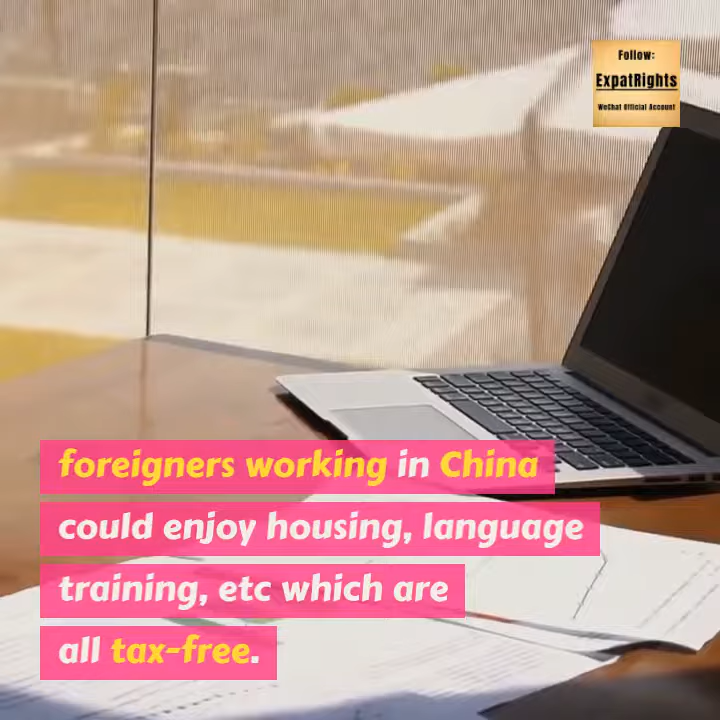 Follow:
ExpatRights
WeChat Official Account
foreigners working in China
could enjoy housing, language
training, etc which are
all tax-free.